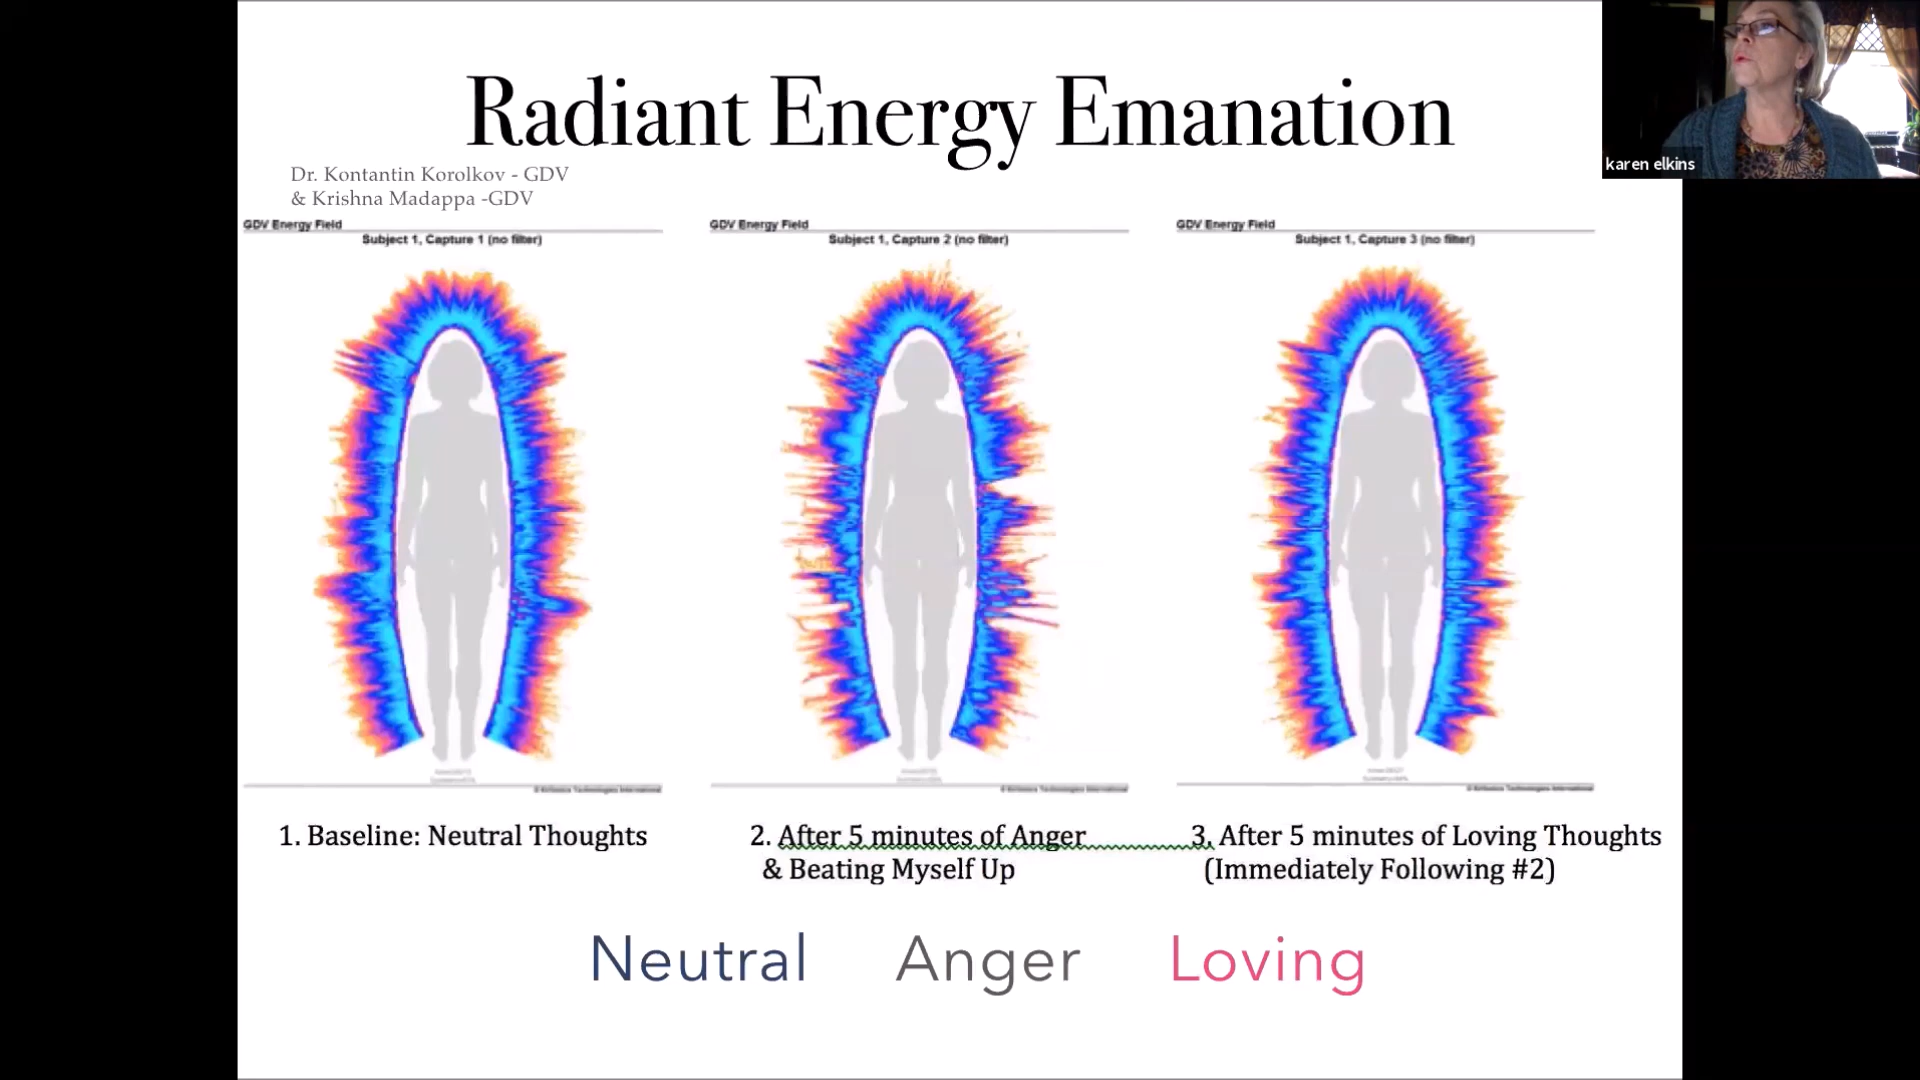 Radiant Energy Emanation
karen elkins
Dr. Kontantin Korolkov - GDV
& Krishna Madappa -GDV
GDV Energy Field
Subject 1, Capture 1 (no filter)
GDV Energy Field
Subject 1, Capture 2 (no filter)
GDV Energy Field
Subject 1, Capture 3 (no filter)
1. Baseline: Neutral Thoughts
2. After 5 minutes of Anger
& Beating Myself Up
3. After 5 minutes of Loving Thoughts
(Immediately Following #2)
Neutral Anger Loving